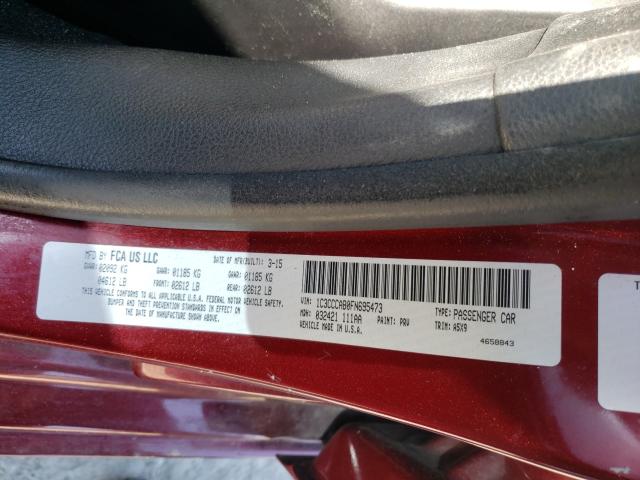 MFD BY FCA US LLC DATE OF MFR(BUILT): 3-15
GVWR: 02092 KG GAWR: 01185 KG GAWR: 01185 KG
04612 LB FRONT: 02612 LB REAR: 02612 LB
THIS VEHICLE CONFORMS TO ALL APPLICABLE U.S.A. FEDERAL MOTOR VEHICLE SAFETY,
BUMPER AND THEFT PREVENTION STANDARDS IN EFFECT ON
THE DATE OF MANUFACTURE SHOWN ABOVE.
VIN: 1C3CCCAB0FN695473 TYPE: PASSENGER CAR
MDH: 032421 111AA PAINT: PRV TRIM: A5X9
VEHICLE MADE IN U.S.A. 4658843